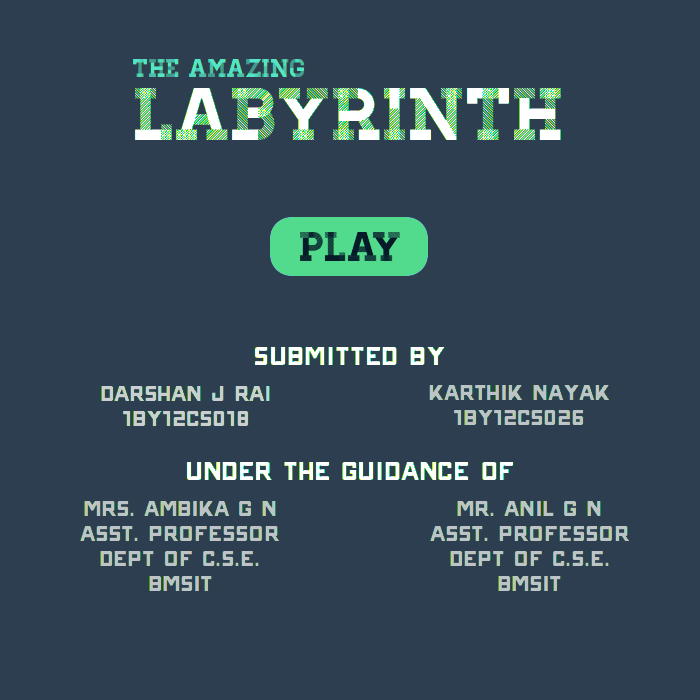 THE AMAZING
LABYRINTH
PLAY
SUBMITTED BY
DARSHAN J RAI
1BY12CS018
KARTHIK NAYAK
1BY12CS026
UNDER THE GUIDANCE OF
MRS. AMBIKA G N
ASST. PROFESSOR
DEPT OF C.S.E.
BMSIT
MR. ANIL G N
ASST. PROFESSOR
DEPT OF C.S.E.
BMSIT